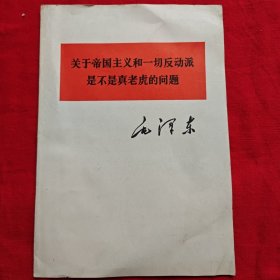 关于帝国主义和一切反动派
是不是真老虎的问题
毛泽东